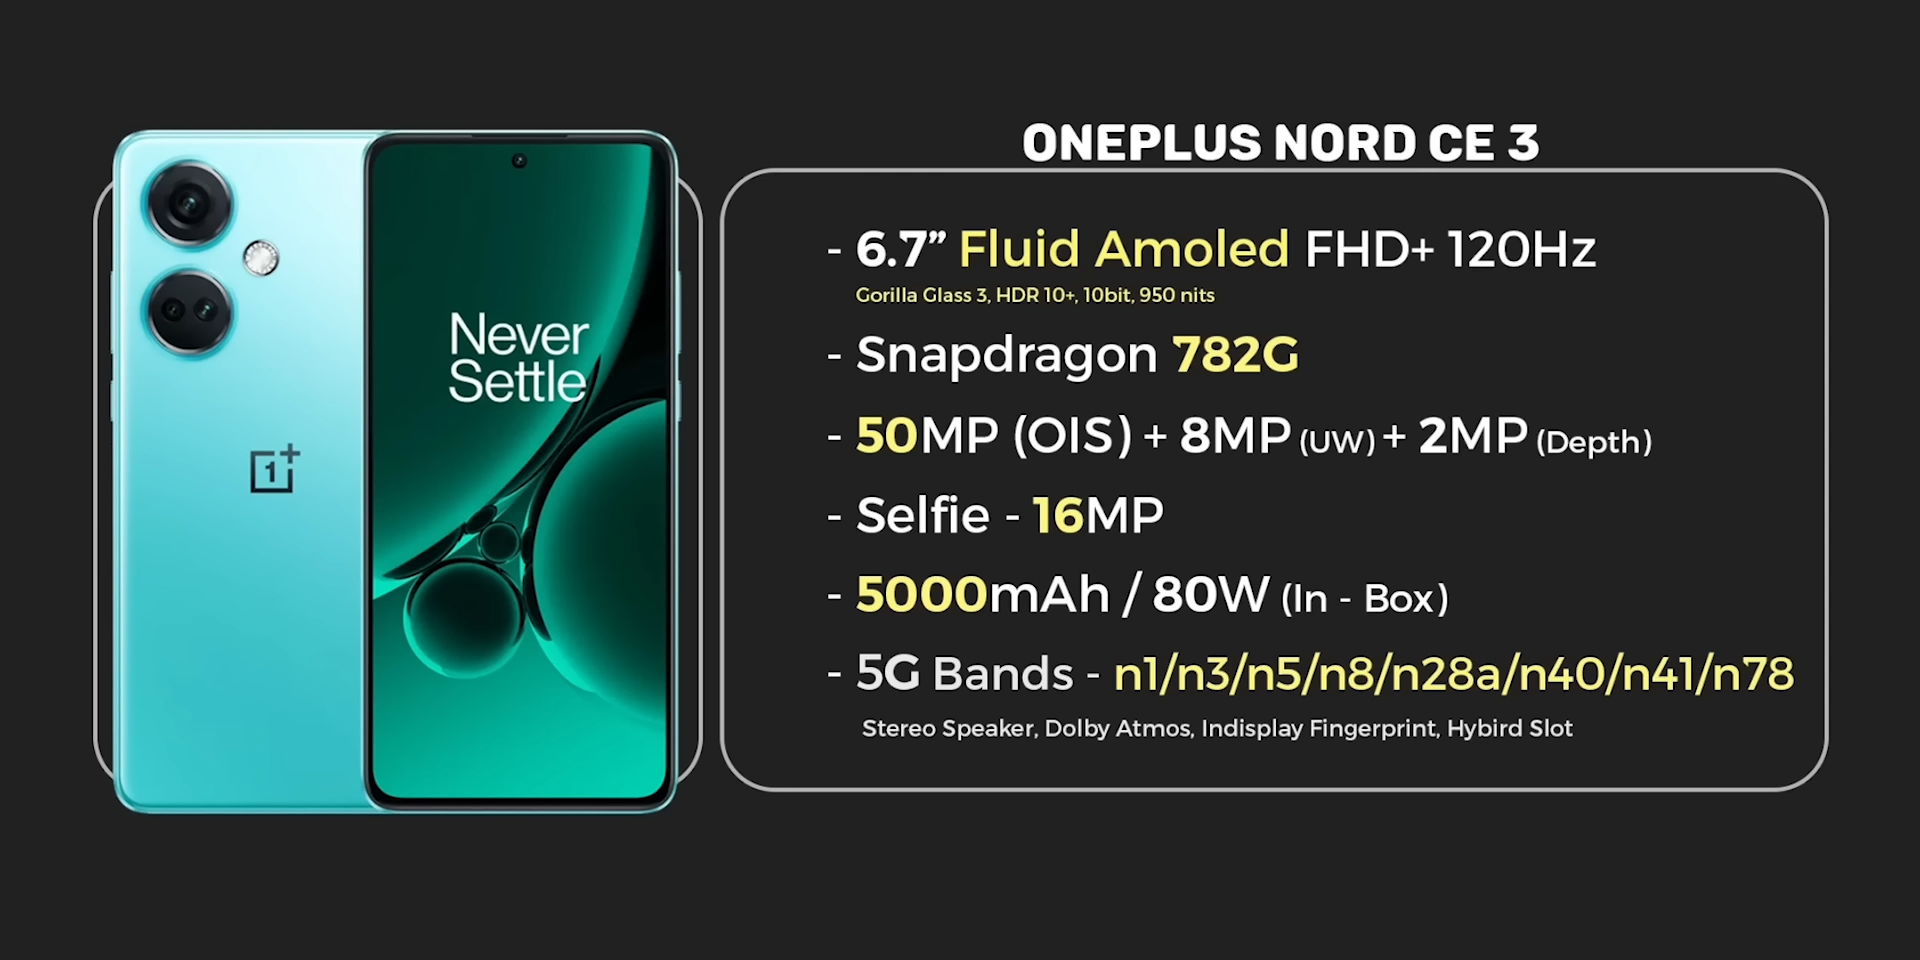 ONEPLUS NORD CE 3
Never
Settle
- 6.7” Fluid Amoled FHD+ 120Hz
Gorilla Glass 3, HDR 10+, 10bit, 950 nits
- Snapdragon 782G
- 50MP (OIS) + 8MP (UW) + 2MP (Depth)
- Selfie - 16MP
- 5000mAh / 80W (In - Box)
- 5G Bands - n1/n3/n5/n8/n28a/n40/n41/n78
Stereo Speaker, Dolby Atmos, Indisplay Fingerprint, Hybird Slot